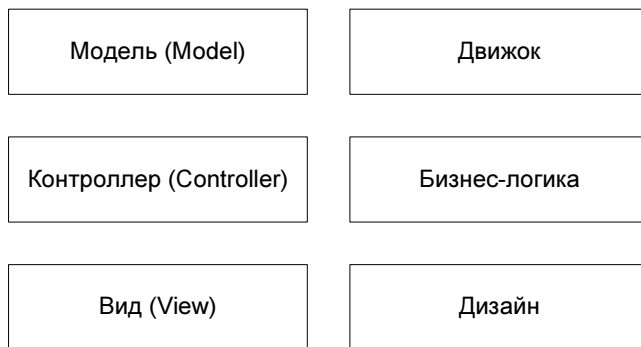 Модель (Model)
Движок
Контроллер (Controller)
Бизнес-логика
Вид (View)
Дизайн